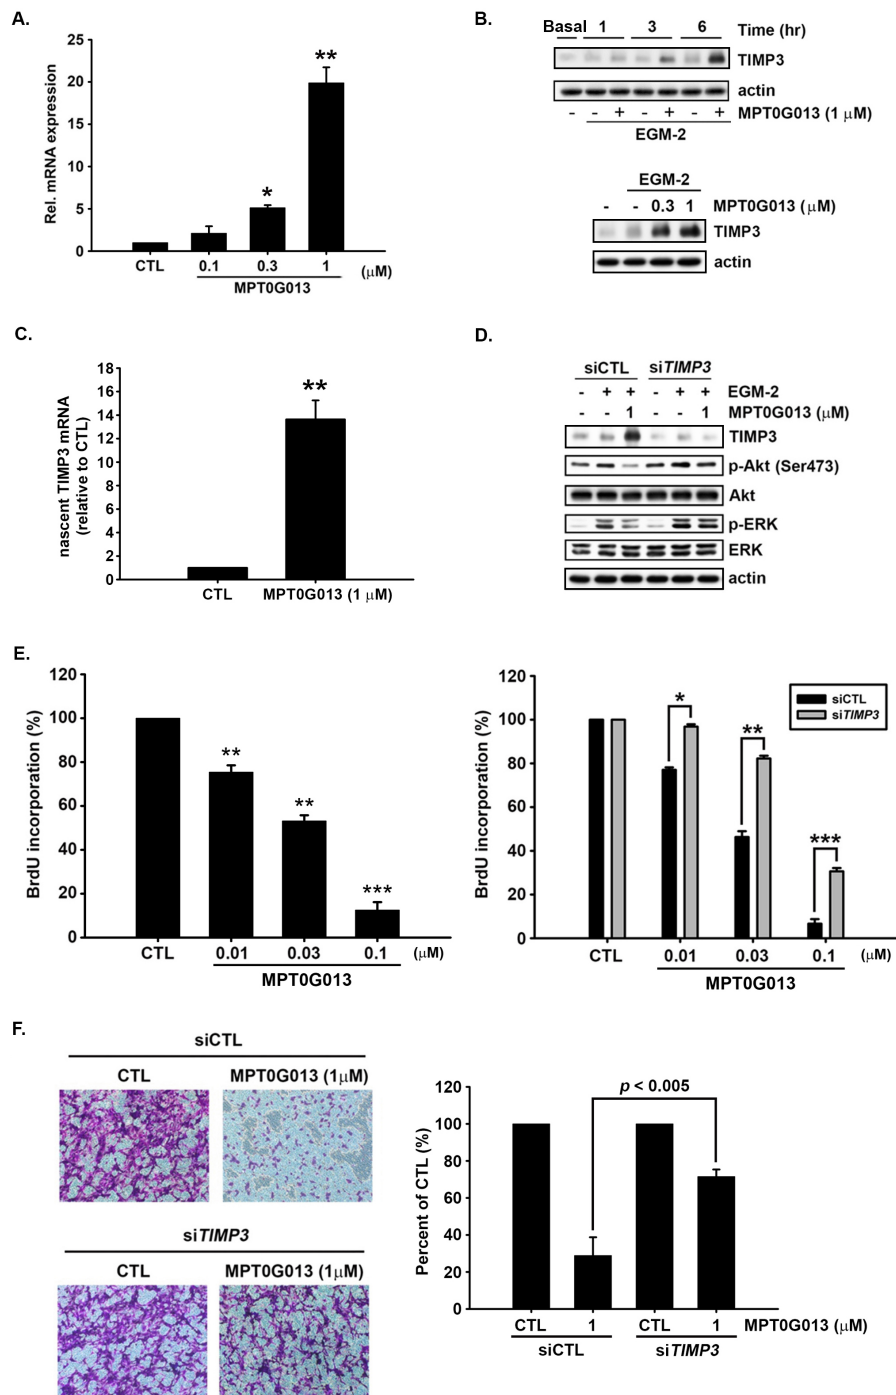 A.
Rel. mRNA expression
25
20
15
10
5
0
*
**
CTL 0.1 0.3 1 (μM)
MPT0G013
B.
Basal 1 3 6 Time (hr)
TIMP3
actin
- - + - + - + MPT0G013 (1 μM)
EGM-2
EGM-2
- - 0.3 1 MPT0G013 (μM)
TIMP3
actin
C.
nascent TIMP3 mRNA
(relative to CTL)
18
16
14
12
10
8
6
4
2
0
**
CTL MPT0G013 (1 μM)
D.
siCTL siTIMP3
- + + - + + EGM-2
- - 1 - - 1 MPT0G013 (μM)
TIMP3
p-Akt (Ser473)
Akt
p-ERK
ERK
actin
E.
BrdU incorporation (%)
120
100
80
60
40
20
0
**
**
***
CTL 0.01 0.03 0.1 (μM)
MPT0G013
BrdU incorporation (%)
120
100
80
60
40
20
0
*
**
***
siCTL
siTIMP3
CTL 0.01 0.03 0.1 (μM)
MPT0G013
F.
siCTL
CTL MPT0G013 (1μM)
siTIMP3
CTL MPT0G013 (1μM)
Percent of CTL (%)
120
100
80
60
40
20
0
p < 0.005
CTL 1 CTL 1 MPT0G013 (μM)
siCTL siTIMP3